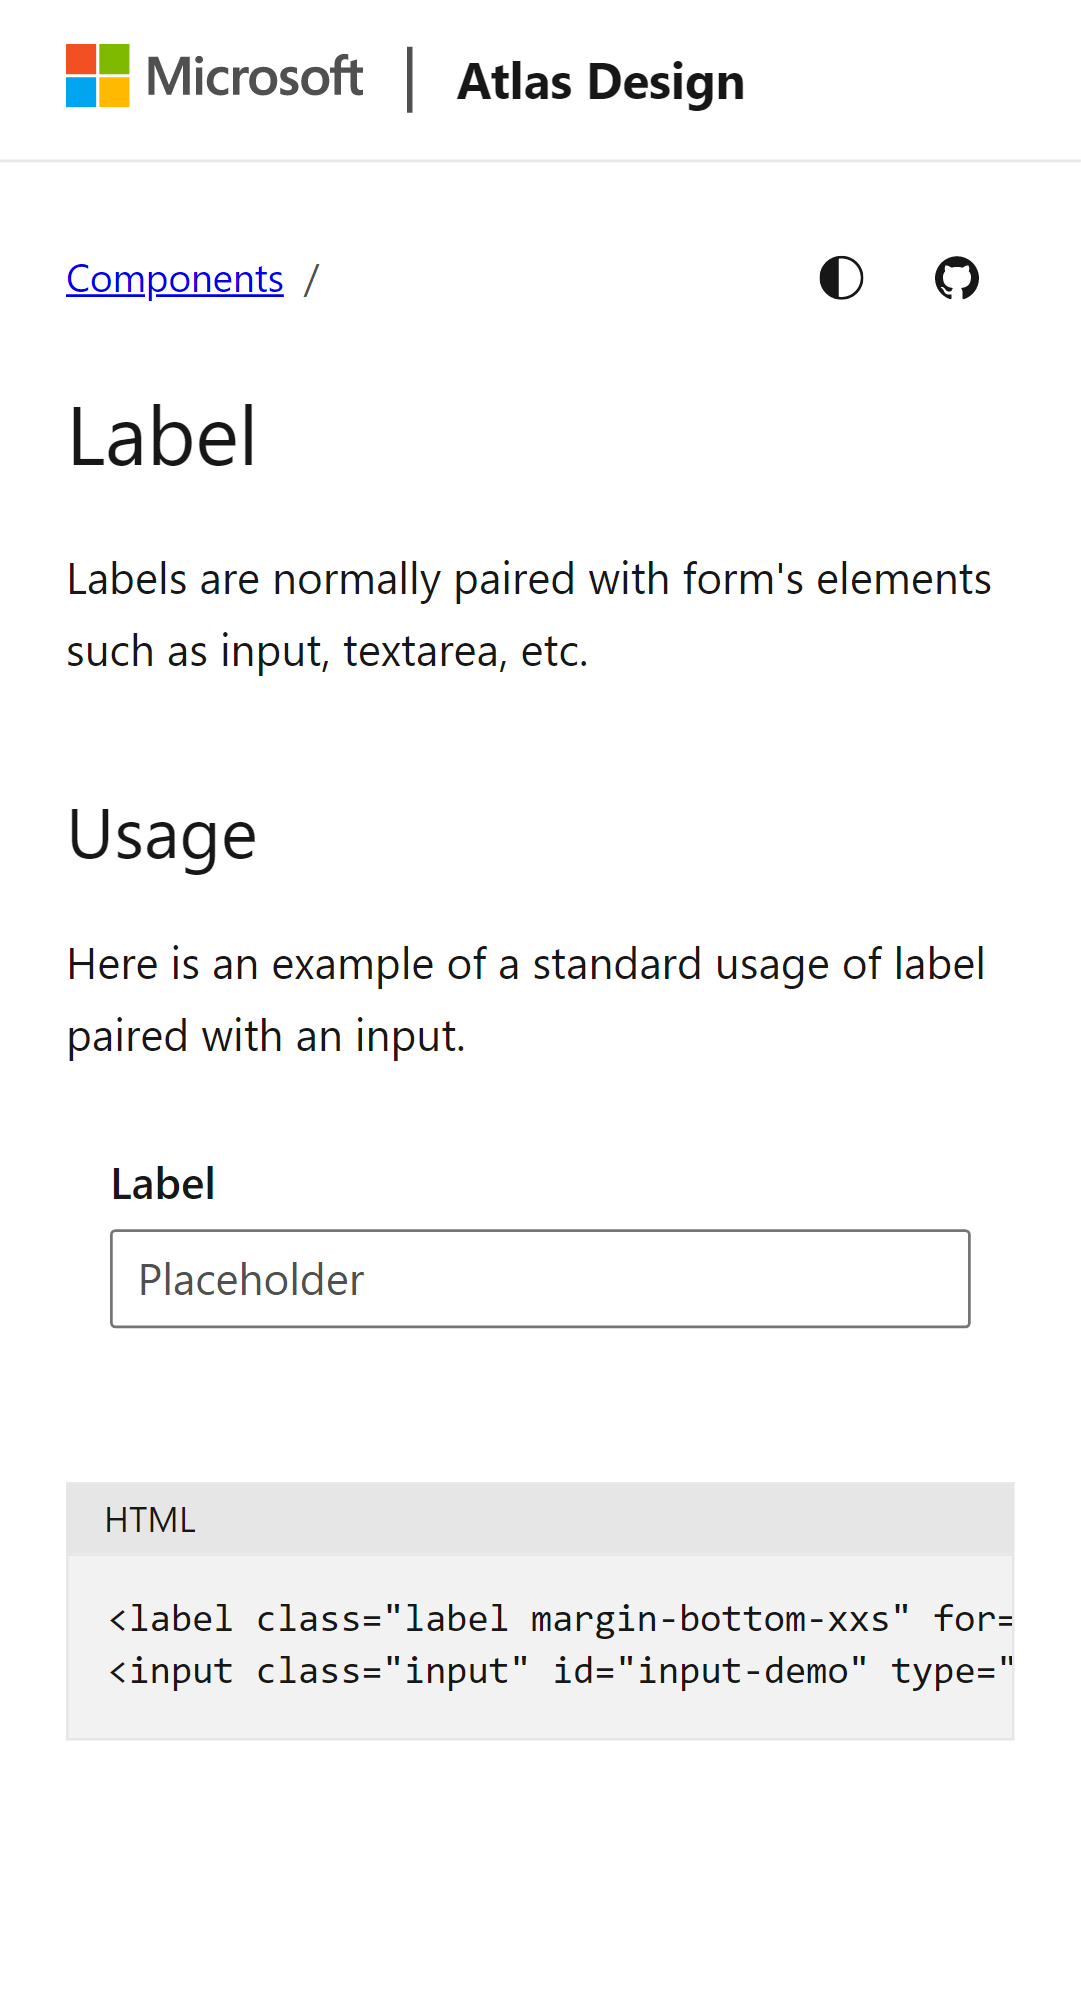 Microsoft | Atlas Design
Components /
Label
Labels are normally paired with form's elements
such as input, textarea, etc.
Usage
Here is an example of a standard usage of label
paired with an input.
Label
Placeholder
HTML
<label class="label margin-bottom-xxs" for=
<input class="input" id="input-demo" type="